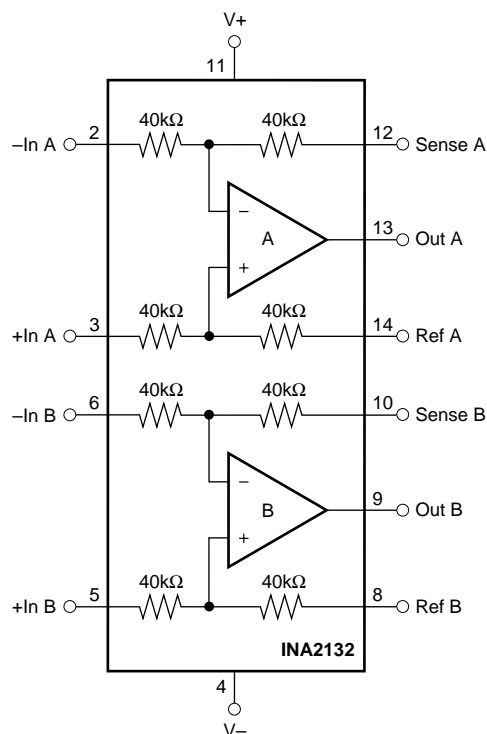 V+
11
40kΩ 40kΩ
–In A 2 12 Sense A
–
A
13 Out A
+
40kΩ 40kΩ
+In A 3 14 Ref A
40kΩ 40kΩ
–In B 6 10 Sense B
–
B
9 Out B
+
40kΩ 40kΩ
+In B 5 8 Ref B
INA2132
4
V–